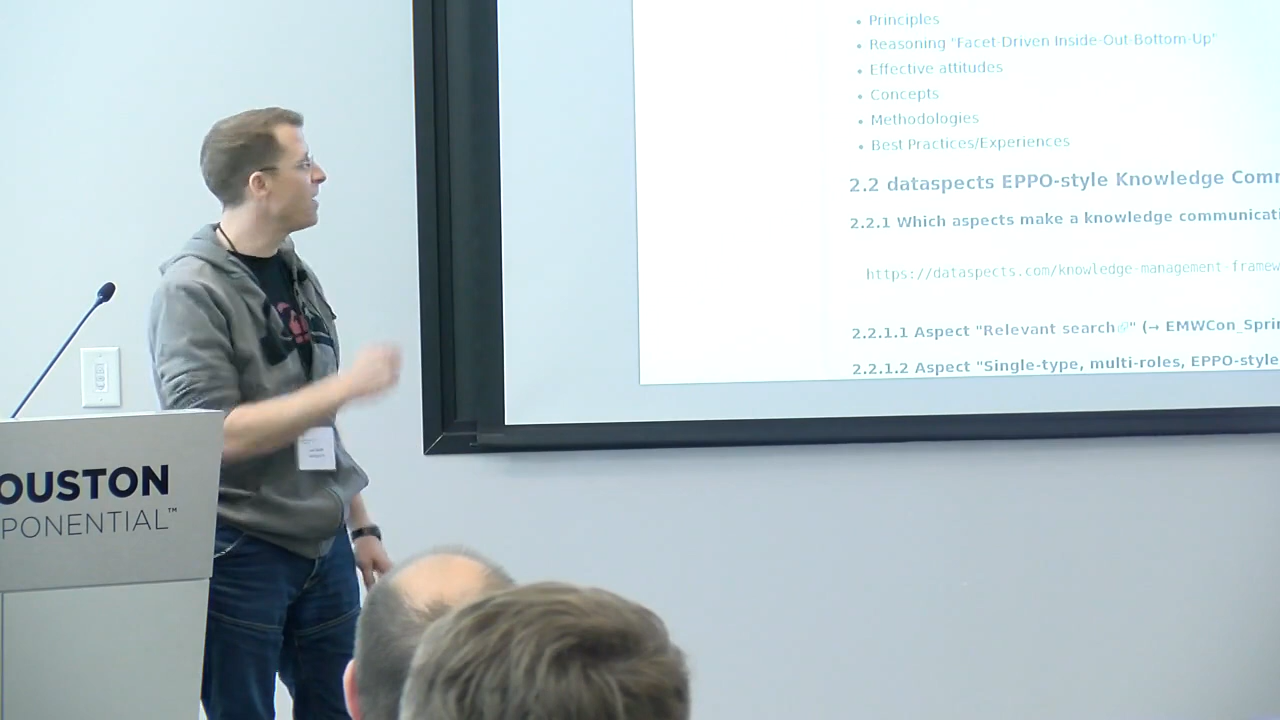 Principles
Reasoning "Facet-Driven Inside-Out-Bottom-Up"
Effective attitudes
Concepts
Methodologies
Best Practices/Experiences
2.2 dataspects EPPO-style Knowledge Com
2.2.1 Which aspects make a knowledge communicati
https://dataspects.com/knowledge-management-framew
2.2.1.1 Aspect "Relevant search" (→ EMWCon_Spri
2.2.1.2 Aspect "Single-type, multi-roles, EPPO-style
OUSTON
PONENTIAL™